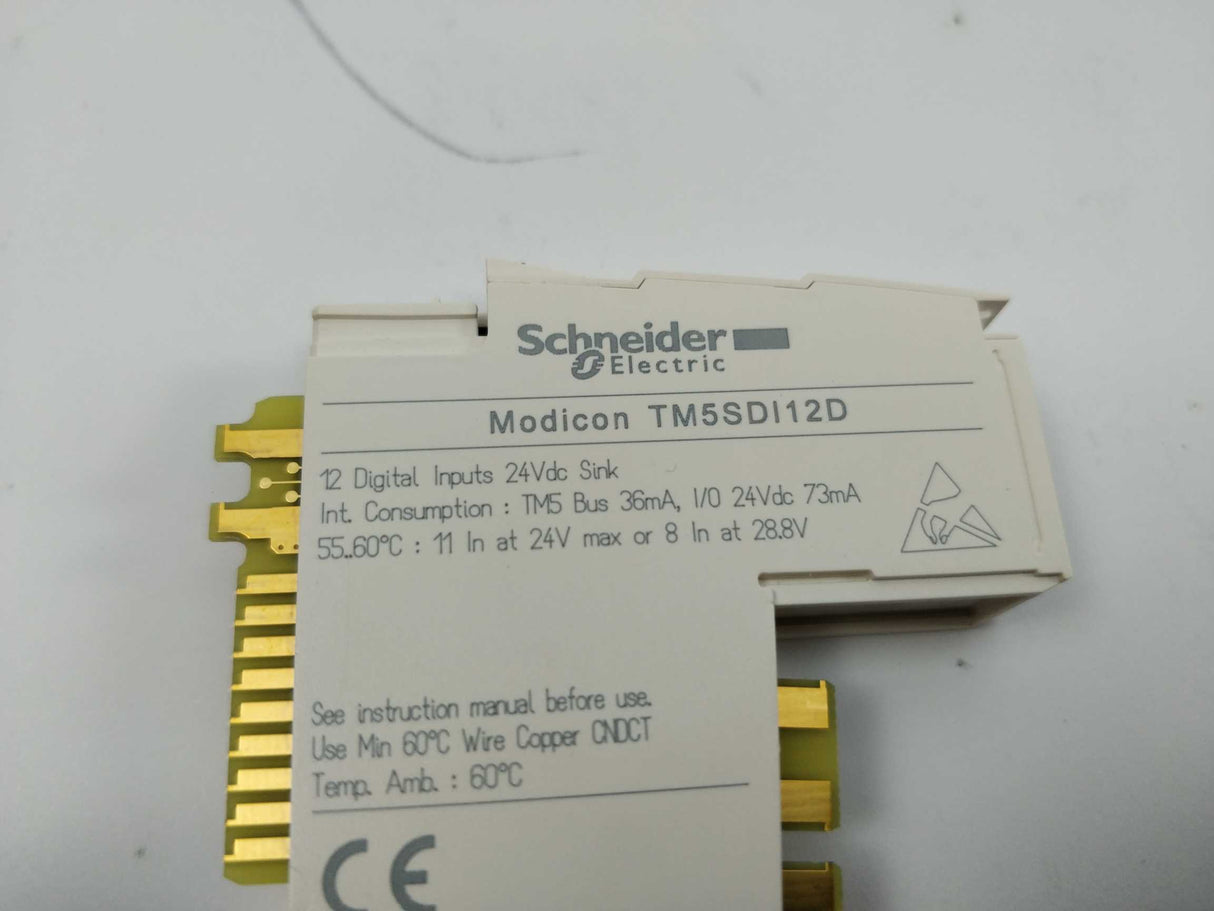 Schneider
Electric
Modicon TM5SDI12D
12 Digital Inputs 24Vdc Sink
Int. Consumption : TM5 Bus 36mA, I/O 24Vdc 73mA
55..60°C : 11 In at 24V max or 8 In at 28.8V
See instruction manual before use.
Use Min 60°C Wire Copper CNDCT
Temp. Amb. : 60°C
CE